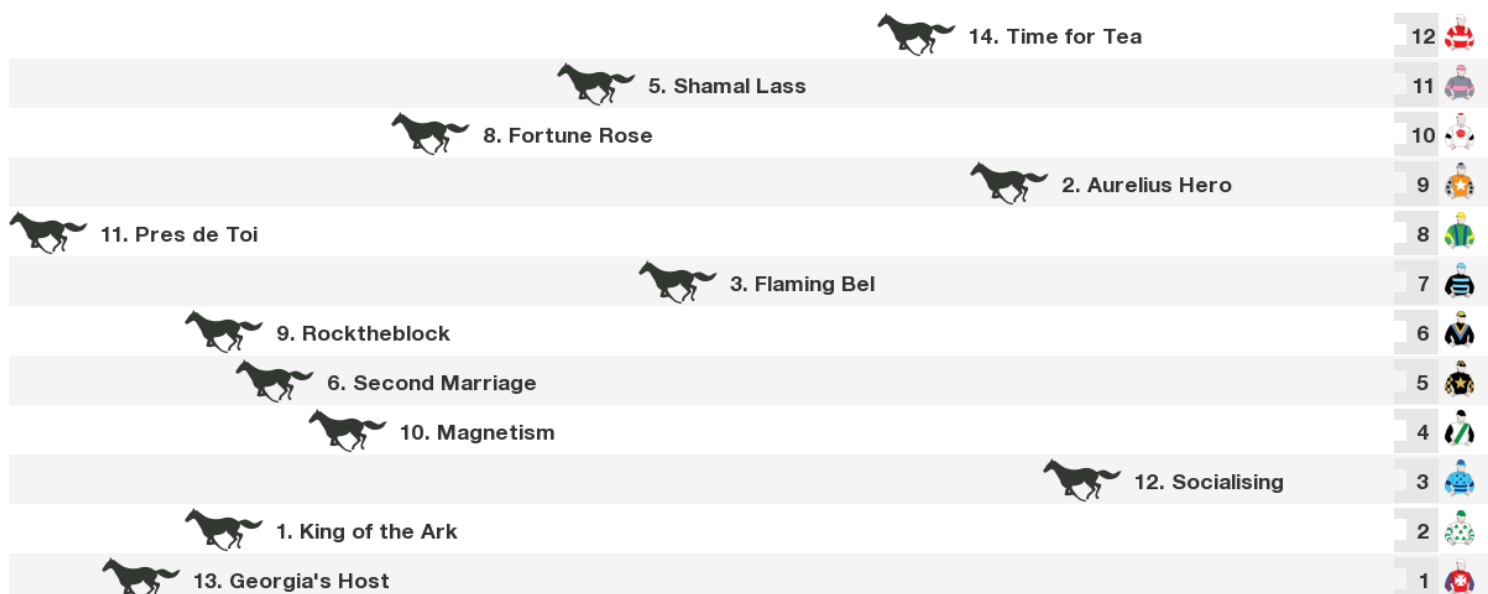 14. Time for Tea 12
5. Shamal Lass 11
8. Fortune Rose 10
2. Aurelius Hero 9
11. Pres de Toi 8
3. Flaming Bel 7
9. Rocktheblock 6
6. Second Marriage 5
10. Magnetism 4
12. Socialising 3
1. King of the Ark 2
13. Georgia's Host 1